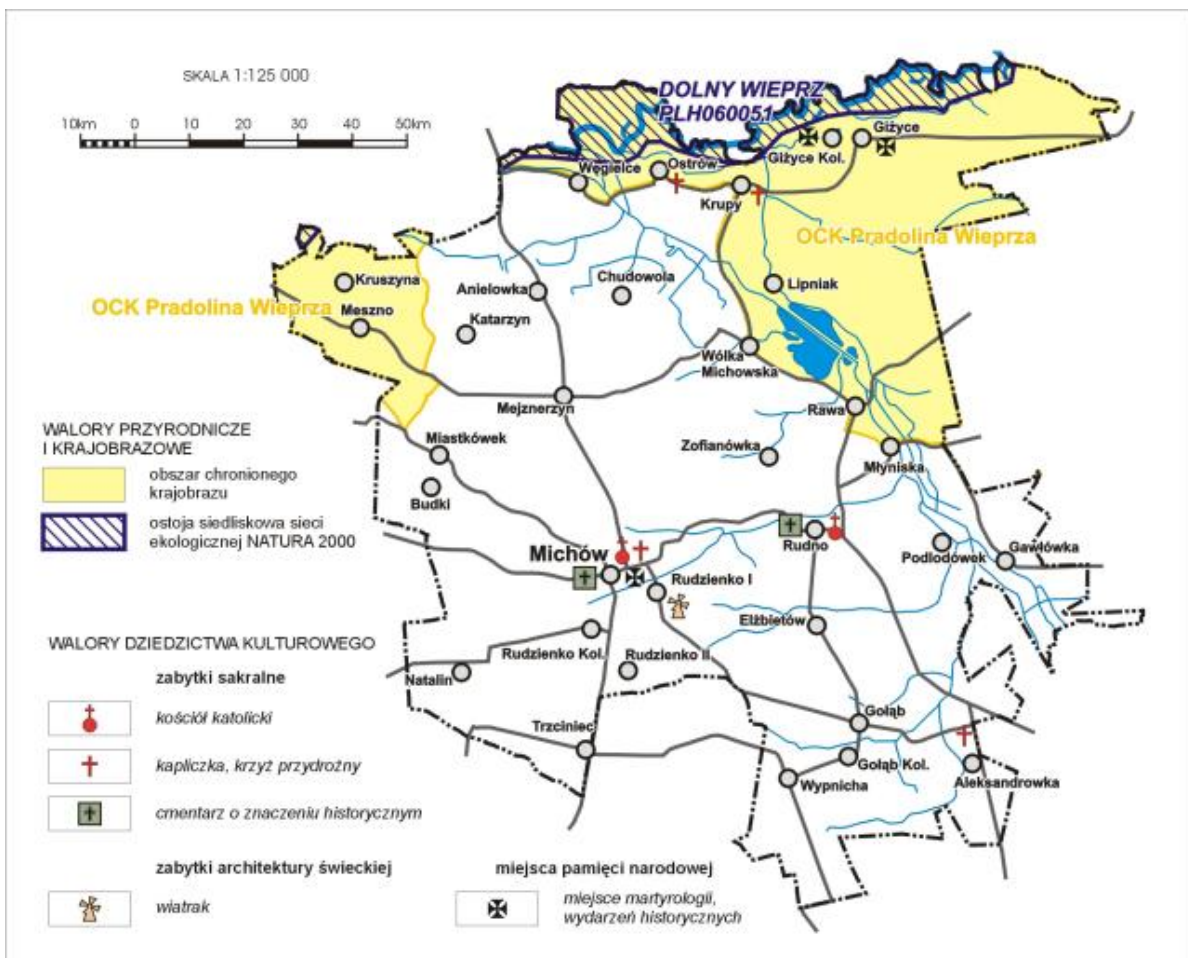 SKALA 1:125 000
10km 0 10 20 30 40 50km
DOLNY WIEPRZ
PLH060051
Giżyce
Giżyce Kol.
Ostrów
Węgielce
Krupy
OCK Pradolina Wieprza
Kruszyna
Chudowola
Lipniak
Anielowka
OCK Pradolina Wieprza
Meszno
Katarzyn
Wólka
Michowska
Mejznerzyn
Rawa
WALORY PRZYRODNICZE
I KRAJOBRAZOWE
Miastkówek
Zofianówka
Młyniska
obszar chronionego
krajobrazu
Budki
ostoja siedliskowa sieci
ekologicznej NATURA 2000
Rudno
Michów
Podlodówek
Gawłówka
Rudzienko I
Elżbietów
WALORY DZIEDZICTWA KULTUROWEGO
Rudzienko Kol.
Rudzienko II
Natalin
zabytki sakralne
kościół katolicki
Trzciniec
Gołąb
kapliczka, krzyż przydrożny
Gołąb Kol.
Wypnicha
Aleksandrowka
cmentarz o znaczeniu historycznym
zabytki architektury świeckiej
wiatrak
miejsca pamięci narodowej
miejsce martyrologii,
wydarzeń historycznych